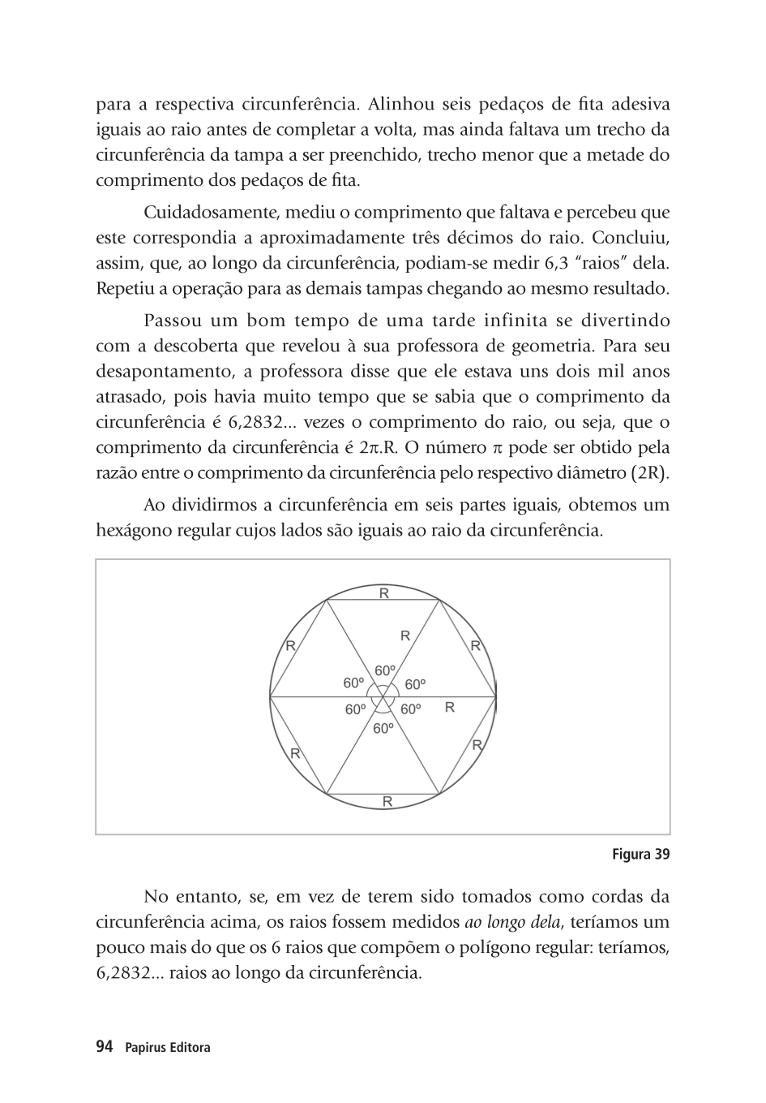 para a respectiva circunferência. Alinhou seis pedaços de fita adesiva
iguais ao raio antes de completar a volta, mas ainda faltava um trecho da
circunferência da tampa a ser preenchido, trecho menor que a metade do
comprimento dos pedaços de fita.
Cuidadosamente, mediu o comprimento que faltava e percebeu que
este correspondia a aproximadamente três décimos do raio. Concluiu,
assim, que, ao longo da circunferência, podiam-se medir 6,3 “raios” dela.
Repetiu a operação para as demais tampas chegando ao mesmo resultado.
Passou um bom tempo de uma tarde infinita se divertindo
com a descoberta que revelou à sua professora de geometria. Para seu
desapontamento, a professora disse que ele estava uns dois mil anos
atrasado, pois havia muito tempo que se sabia que o comprimento da
circunferência é 6,2832... vezes o comprimento do raio, ou seja, que o
comprimento da circunferência é 2π.R. O número π pode ser obtido pela
razão entre o comprimento da circunferência pelo respectivo diâmetro (2R).
Ao dividirmos a circunferência em seis partes iguais, obtemos um
hexágono regular cujos lados são iguais ao raio da circunferência.
R
R
R R
60º
60º 60º
60º 60º R
60º
R
R
R
Figura 39
No entanto, se, em vez de terem sido tomados como cordas da
circunferência acima, os raios fossem medidos ao longo dela, teríamos um
pouco mais do que os 6 raios que compõem o polígono regular: teríamos,
6,2832... raios ao longo da circunferência.
94 Papirus Editora